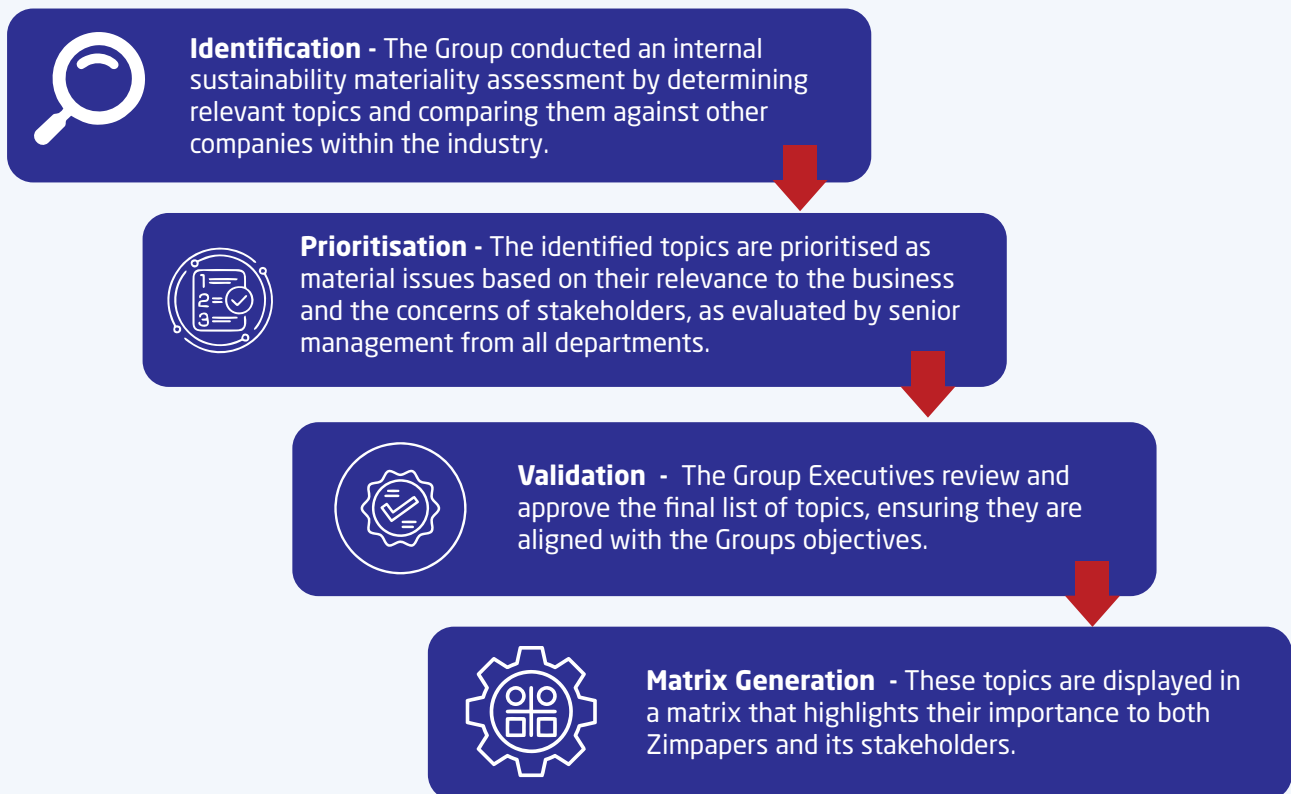 Identification - The Group conducted an internal
sustainability materiality assessment by determining
relevant topics and comparing them against other
companies within the industry.
1
2
3
Prioritisation - The identified topics are prioritised as
material issues based on their relevance to the business
and the concerns of stakeholders, as evaluated by senior
management from all departments.
Validation - The Group Executives review and
approve the final list of topics, ensuring they are
aligned with the Groups objectives.
Matrix Generation - These topics are displayed in
a matrix that highlights their importance to both
Zimpapers and its stakeholders.